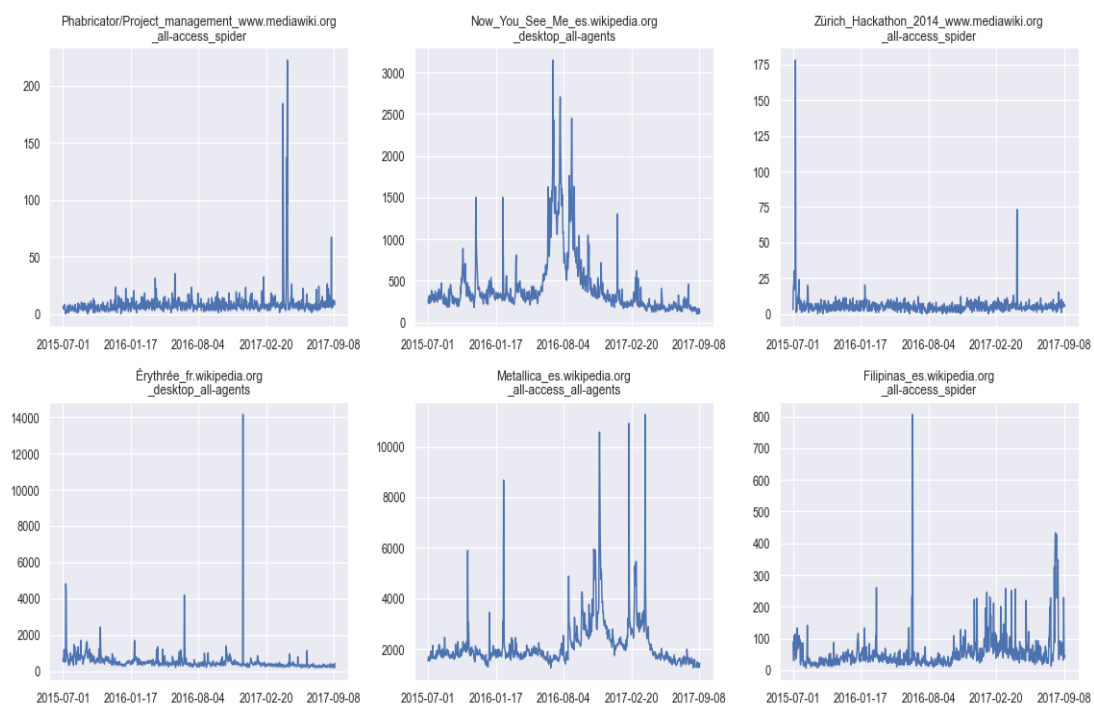 Phabricator/Project_management_www.mediawiki.org
_all-access_spider
200
150
100
50
0
2015-07-01 2016-01-17 2016-08-04 2017-02-20 2017-09-08
Now_You_See_Me_es.wikipedia.org
_desktop_all-agents
3000
2500
2000
1500
1000
500
0
2015-07-01 2016-01-17 2016-08-04 2017-02-20 2017-09-08
Zürich_Hackathon_2014_www.mediawiki.org
_all-access_spider
175
150
125
100
75
50
25
0
2015-07-01 2016-01-17 2016-08-04 2017-02-20 2017-09-08
Érythrée_fr.wikipedia.org
_desktop_all-agents
14000
12000
10000
8000
6000
4000
2000
0
2015-07-01 2016-01-17 2016-08-04 2017-02-20 2017-09-08
Metallica_es.wikipedia.org
_all-access_all-agents
10000
8000
6000
4000
2000
2015-07-01 2016-01-17 2016-08-04 2017-02-20 2017-09-08
Filipinas_es.wikipedia.org
_all-access_spider
800
700
600
500
400
300
200
100
0
2015-07-01 2016-01-17 2016-08-04 2017-02-20 2017-09-08